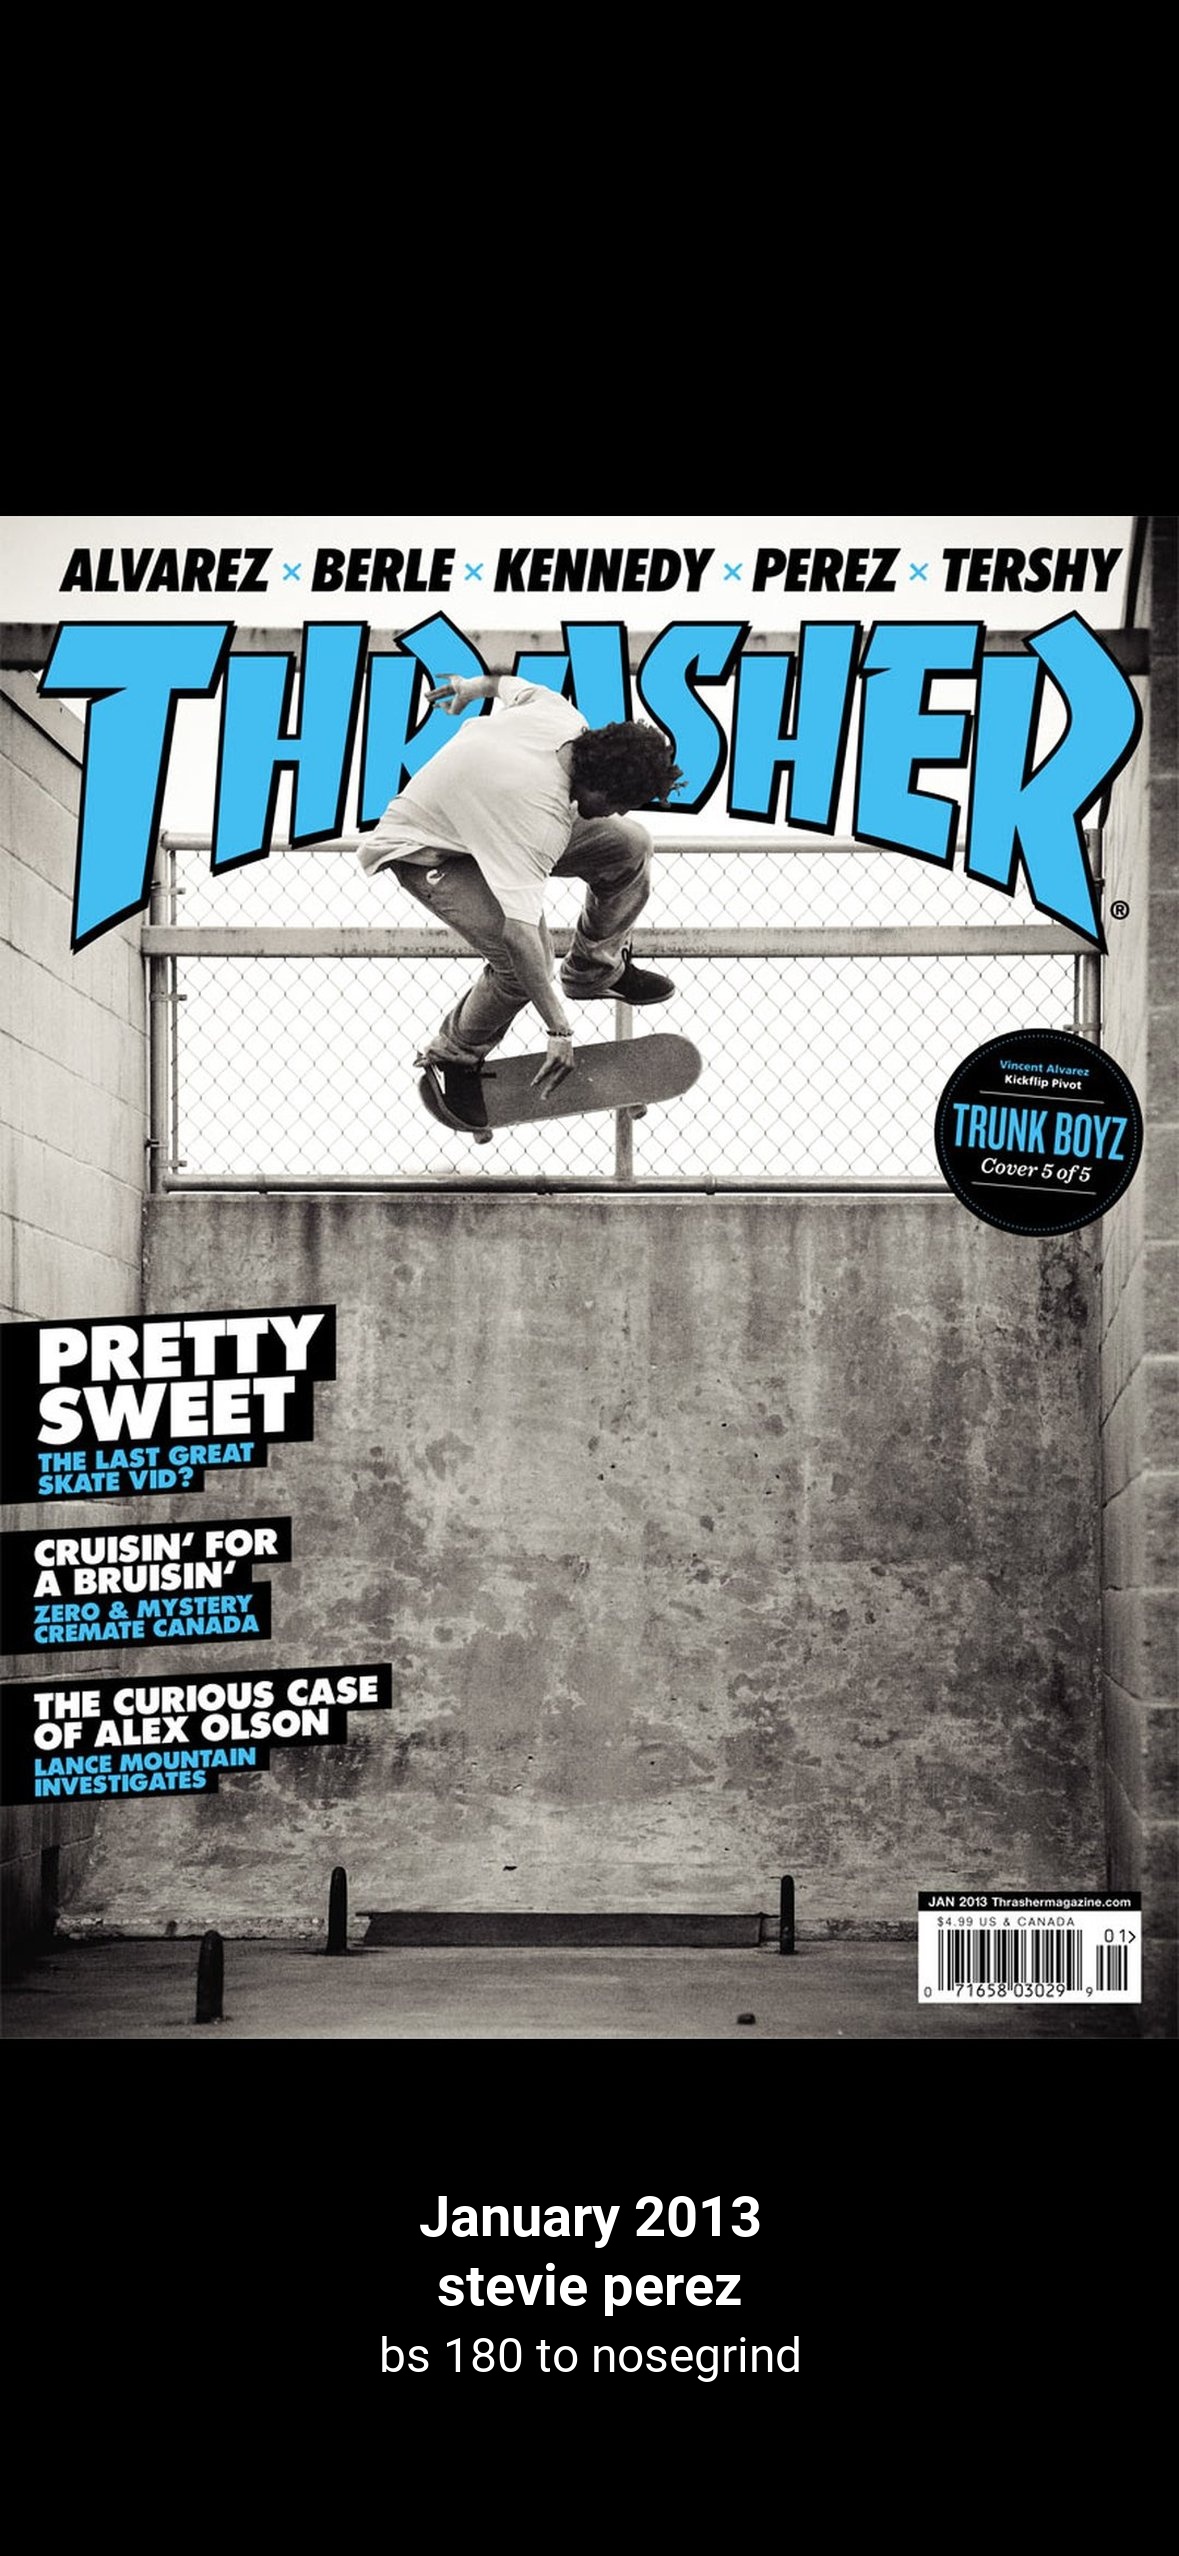 ALVAREZ × BERLE × KENNEDY × PEREZ × TERSHY
THRASHER
®
Vincent Alvarez
Kickflip Pivot
TRUNK BOYZ
Cover 5 of 5
PRETTY
SWEET
THE LAST GREAT
SKATE VID?
CRUISIN' FOR
A BRUISIN'
ZERO & MYSTERY
CREMATE CANADA
THE CURIOUS CASE
OF ALEX OLSON
LANCE MOUNTAIN
INVESTIGATES
JAN 2013 Thrashermagazine.com
$4.99 US & CANADA
01>
0 71658 03029 9
January 2013
stevie perez
bs 180 to nosegrind